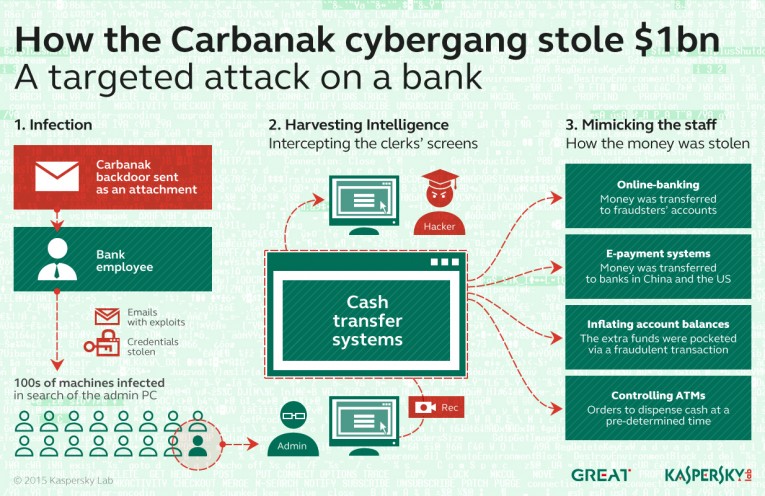 How the Carbanak cybergang stole $1bn
A targeted attack on a bank
1. Infection
Carbanak
backdoor sent
as an attachment
Bank
employee
Emails
with exploits
Credentials
stolen
100s of machines infected
in search of the admin PC
2. Harvesting Intelligence
Intercepting the clerks' screens
Hacker
Cash
transfer
systems
Rec
Admin
3. Mimicking the staff
How the money was stolen
Online-banking
Money was transferred
to fraudsters' accounts
E-payment systems
Money was transferred
to banks in China and the US
Inflating account balances
The extra funds were pocketed
via a fraudulent transaction
Controlling ATMs
Orders to dispense cash at a
pre-determined time
© 2015 Kaspersky Lab
GREAT
KASPERSKY lab